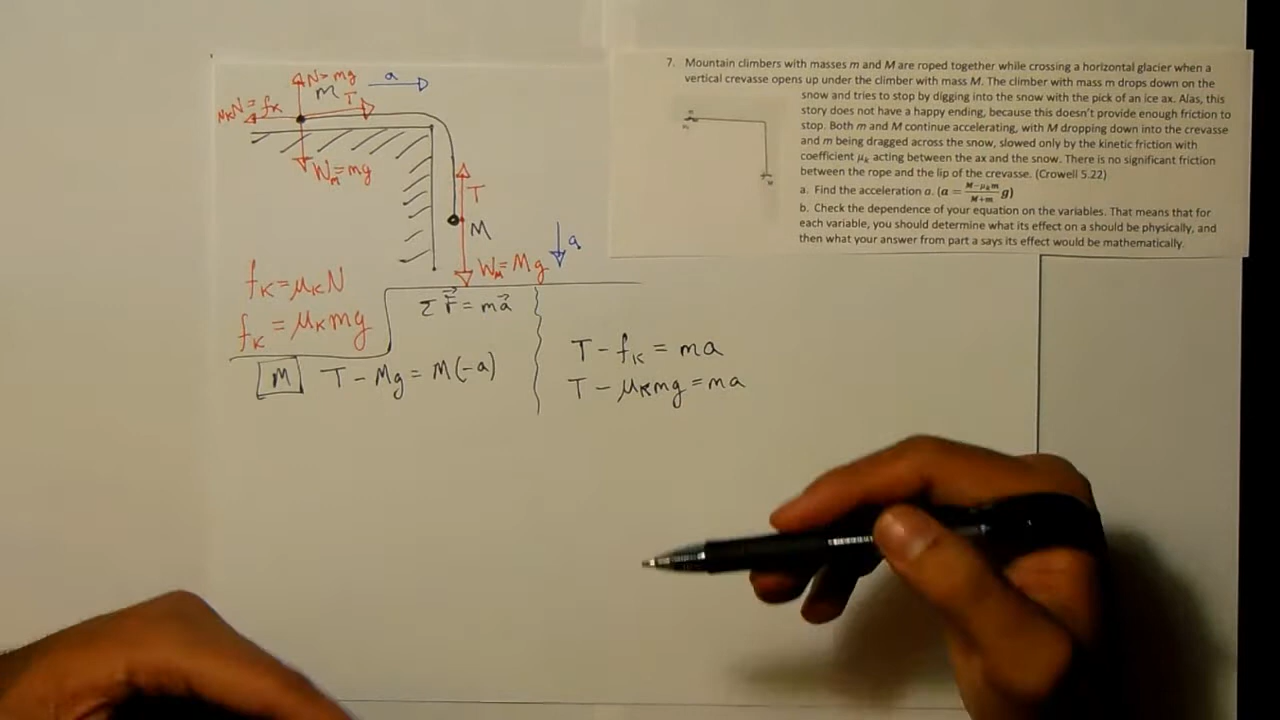 N=mg
a
m
T
μₖN=fₖ
Wₘ=mg
T
M
W_M=Mg
a
fₖ=μₖN
fₖ=μₖmg
ΣF⃗=ma⃗
M T-Mg=M(-a)
T-fₖ=ma
T-μₖmg=ma
7. Mountain climbers with masses m and M are roped together while crossing a horizontal glacier when a
vertical crevasse opens up under the climber with mass M. The climber with mass m drops down on the
snow and tries to stop by digging into the snow with the pick of an ice ax. Alas, this
story does not have a happy ending, because this doesn't provide enough friction to
stop. Both m and M continue accelerating, with M dropping down into the crevasse
and m being dragged across the snow, slowed only by the kinetic friction with
coefficient μₖ acting between the ax and the snow. There is no significant friction
between the rope and the lip of the crevasse. (Crowell 5.22)
a. Find the acceleration a. (a = (M-μₖm)/(M+m) g)
b. Check the dependence of your equation on the variables. That means that for
each variable, you should determine what its effect on a should be physically, and
then what your answer from part a says its effect would be mathematically.